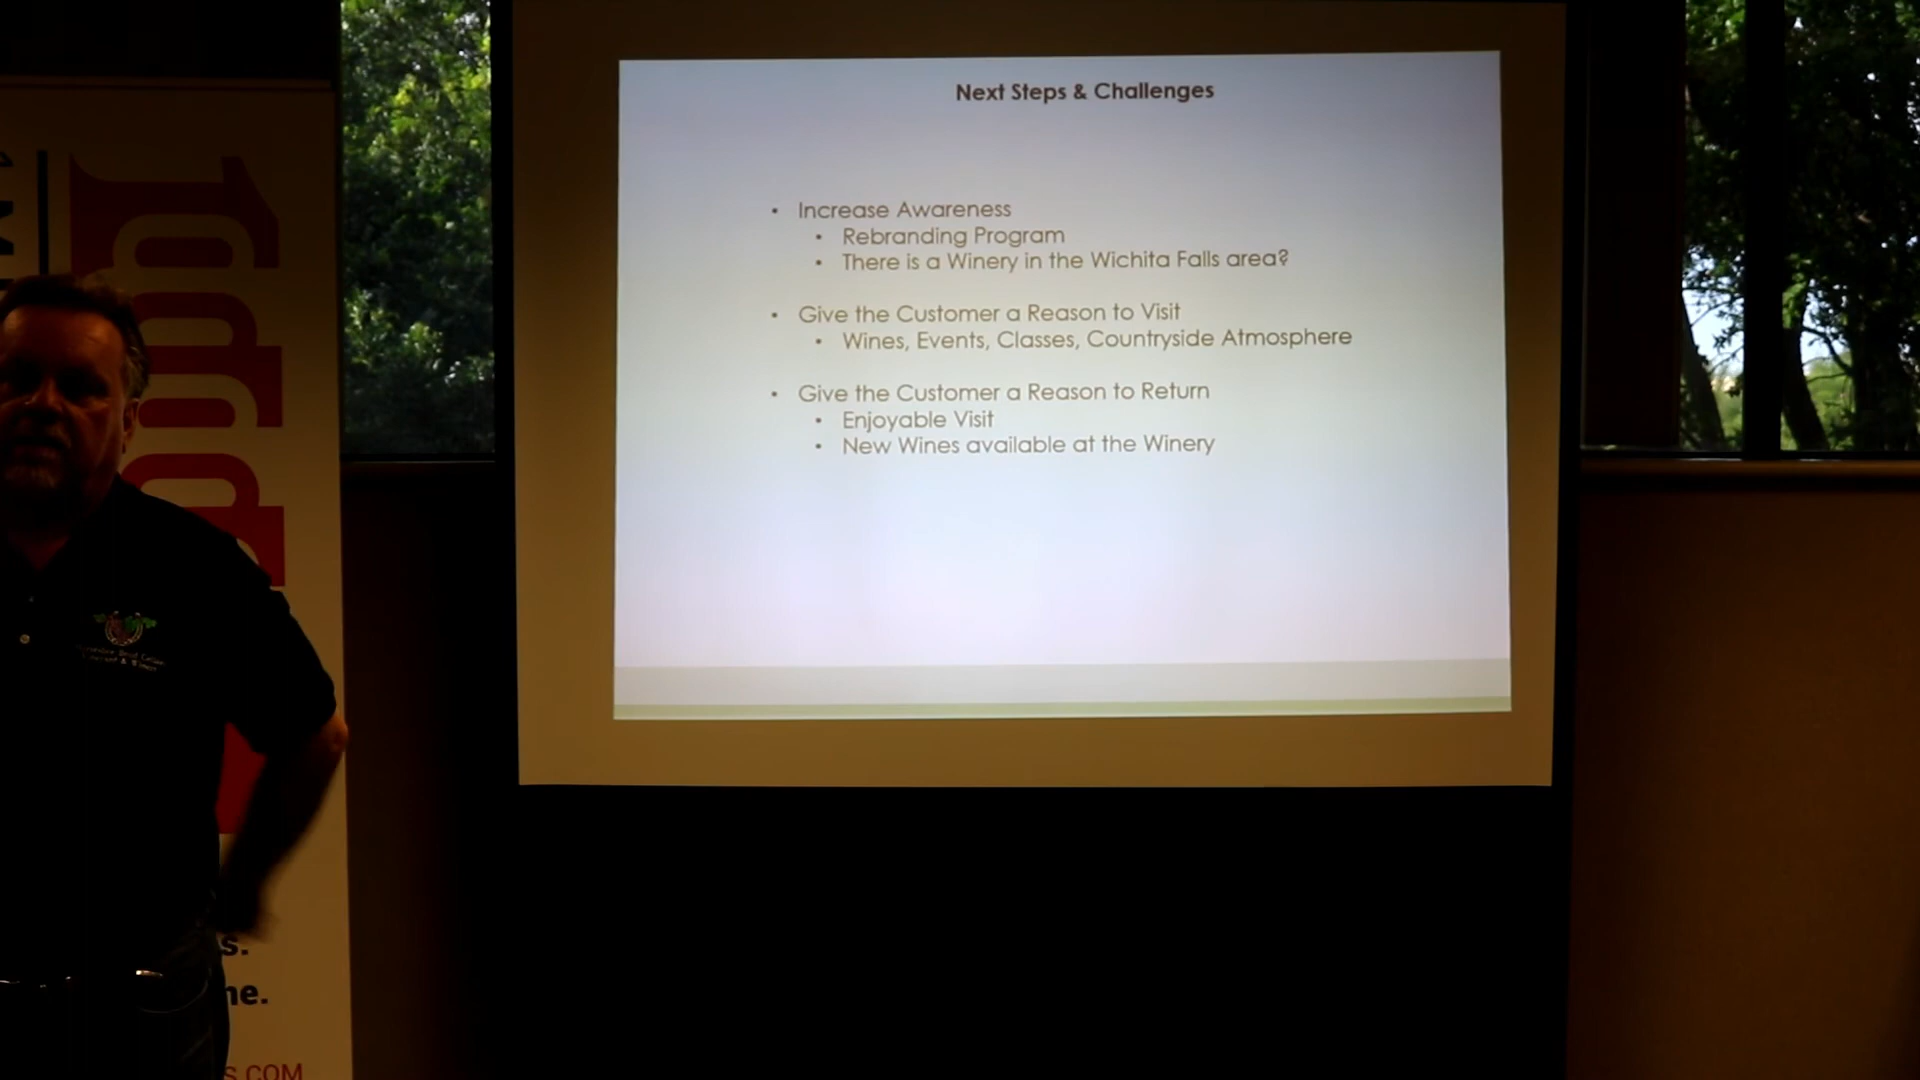 Next Steps & Challenges
• Increase Awareness
• Rebranding Program
• There is a Winery in the Wichita Falls area?
• Give the Customer a Reason to Visit
• Wines, Events, Classes, Countryside Atmosphere
• Give the Customer a Reason to Return
• Enjoyable Visit
• New Wines available at the Winery
s.
ne.
S.COM